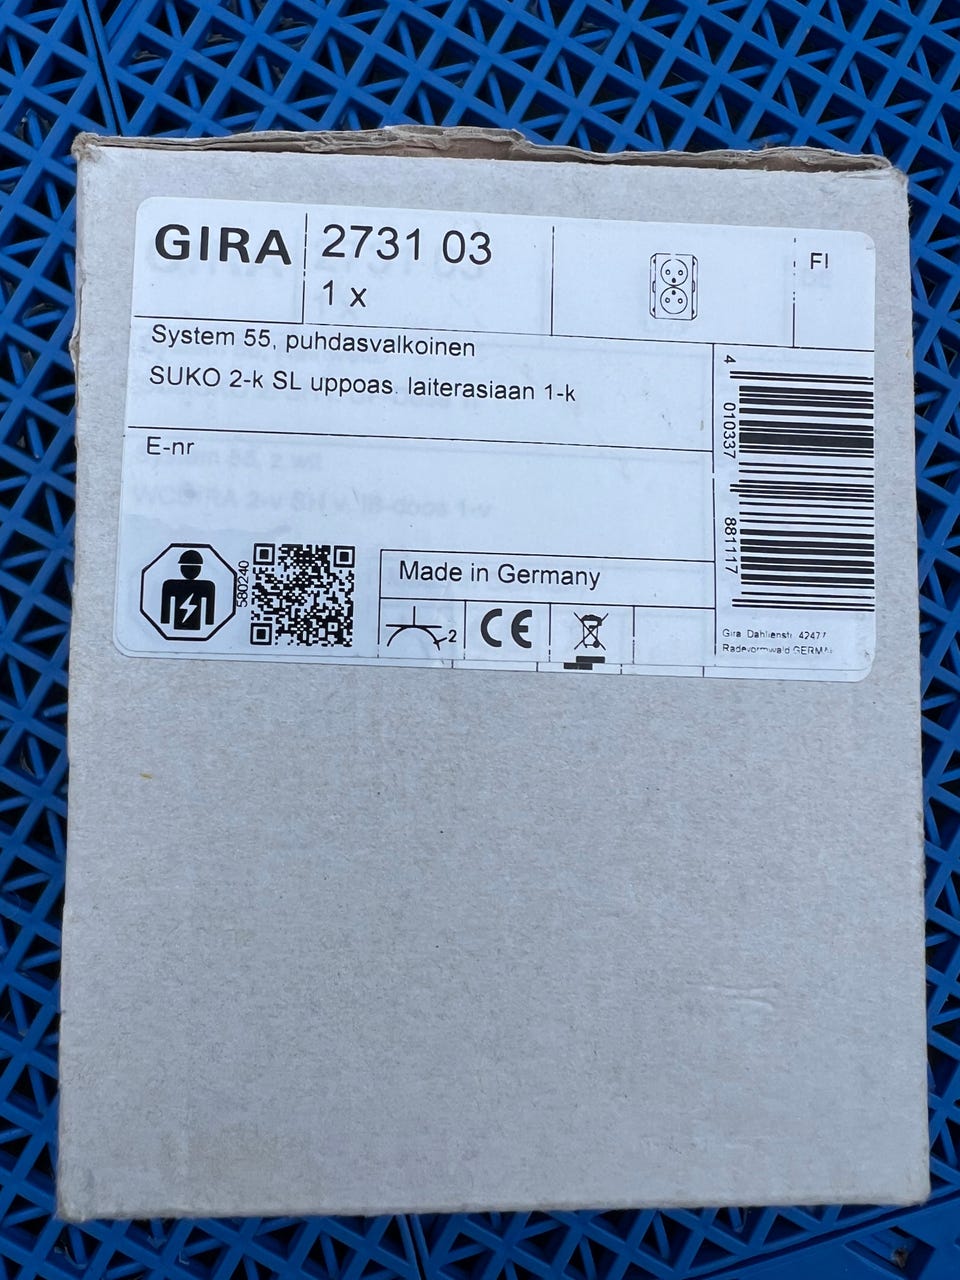 GIRA
2731 03
1 x
FI
System 55, puhdasvalkoinen
SUKO 2-k SL uppoas. laiterasiaan 1-k
E-nr
4 010337 881117
580240
Made in Germany
2
CE
Gira Dahlienstr. 42477
Radevormwald GERMA